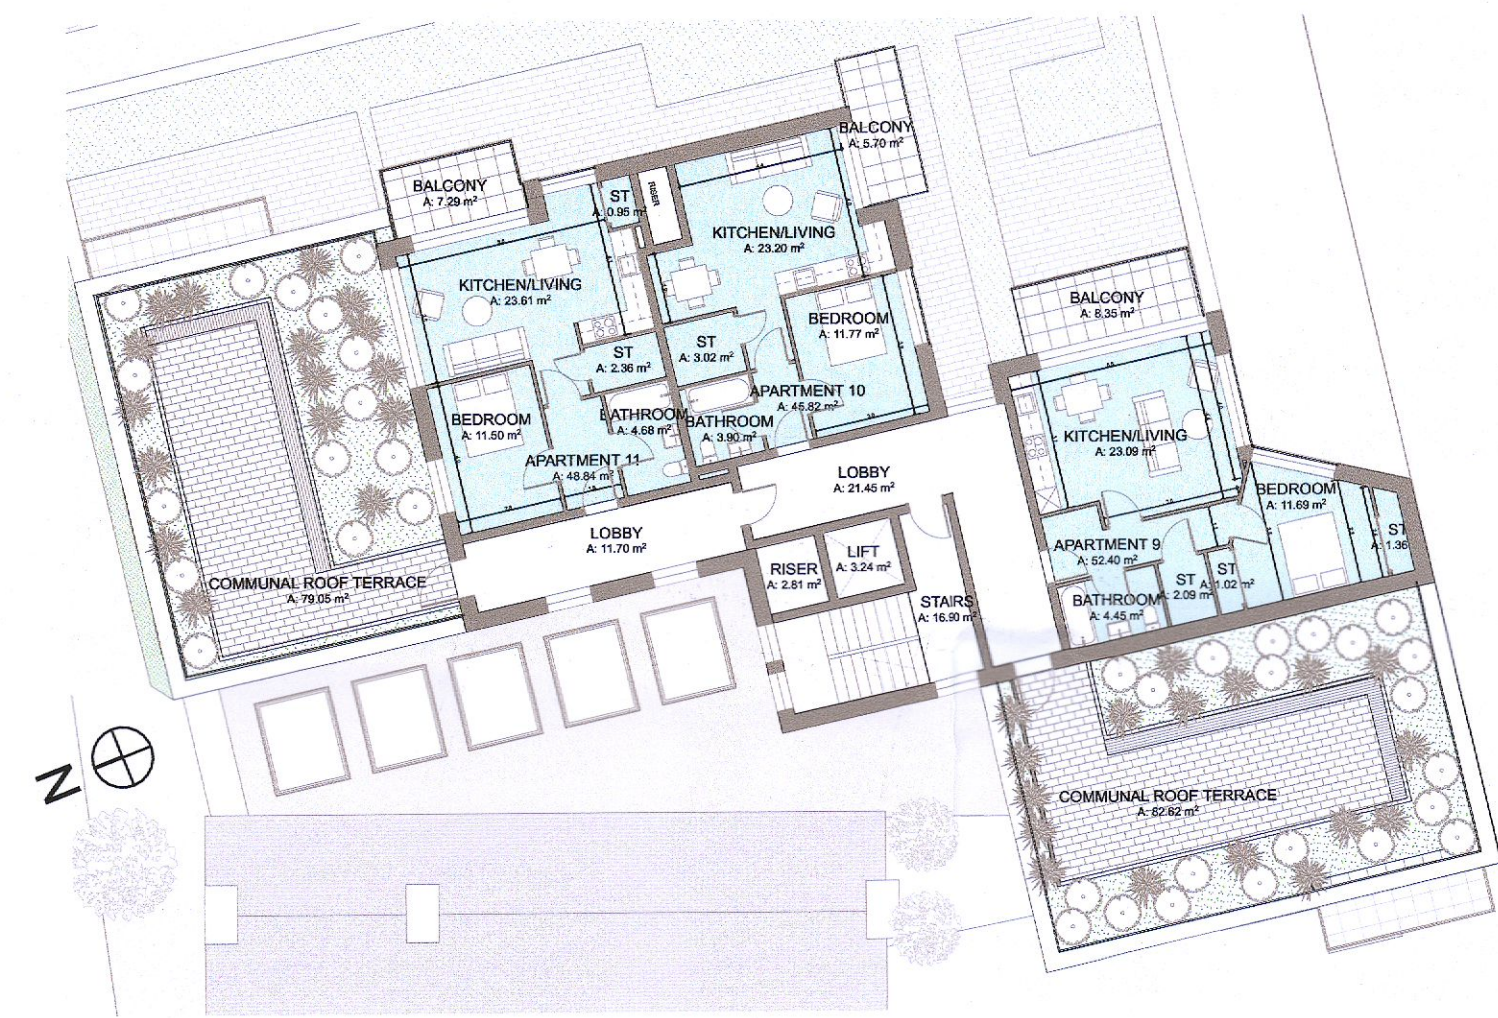 BALCONY
A: 5.70 m²
BALCONY
A: 7.29 m²
ST
A: 0.95 m²
RISER
KITCHEN/LIVING
A: 23.20 m²
KITCHEN/LIVING
A: 23.61 m²
BALCONY
A: 8.35 m²
BEDROOM
A: 11.77 m²
ST
A: 3.02 m²
ST
A: 2.36 m²
APARTMENT 10
A: 45.82 m²
BEDROOM
A: 11.50 m²
BATHROOM
A: 4.68 m²
BATHROOM
A: 3.90 m²
KITCHEN/LIVING
A: 23.09 m²
APARTMENT 11
A: 48.84 m²
LOBBY
A: 21.45 m²
BEDROOM
A: 11.69 m²
LOBBY
A: 11.70 m²
ST
A: 1.36
APARTMENT 9
A: 52.40 m²
LIFT
A: 3.24 m²
RISER
A: 2.81 m²
ST
A: 1.02 m²
ST
A: 2.09 m²
COMMUNAL ROOF TERRACE
A: 79.05 m²
STAIRS
A: 16.90 m²
BATHROOM
A: 4.45 m²
N
COMMUNAL ROOF TERRACE
A: 82.62 m²